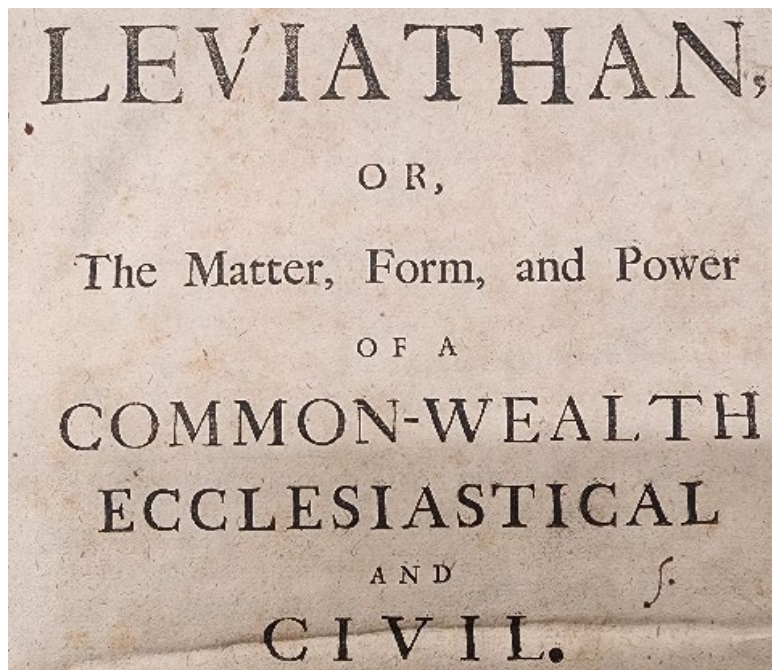 LEVIATHAN,
OR,
The Matter, Form, and Power
OF A
COMMON-WEALTH
ECCLESIASTICAL
AND
CIVIL.